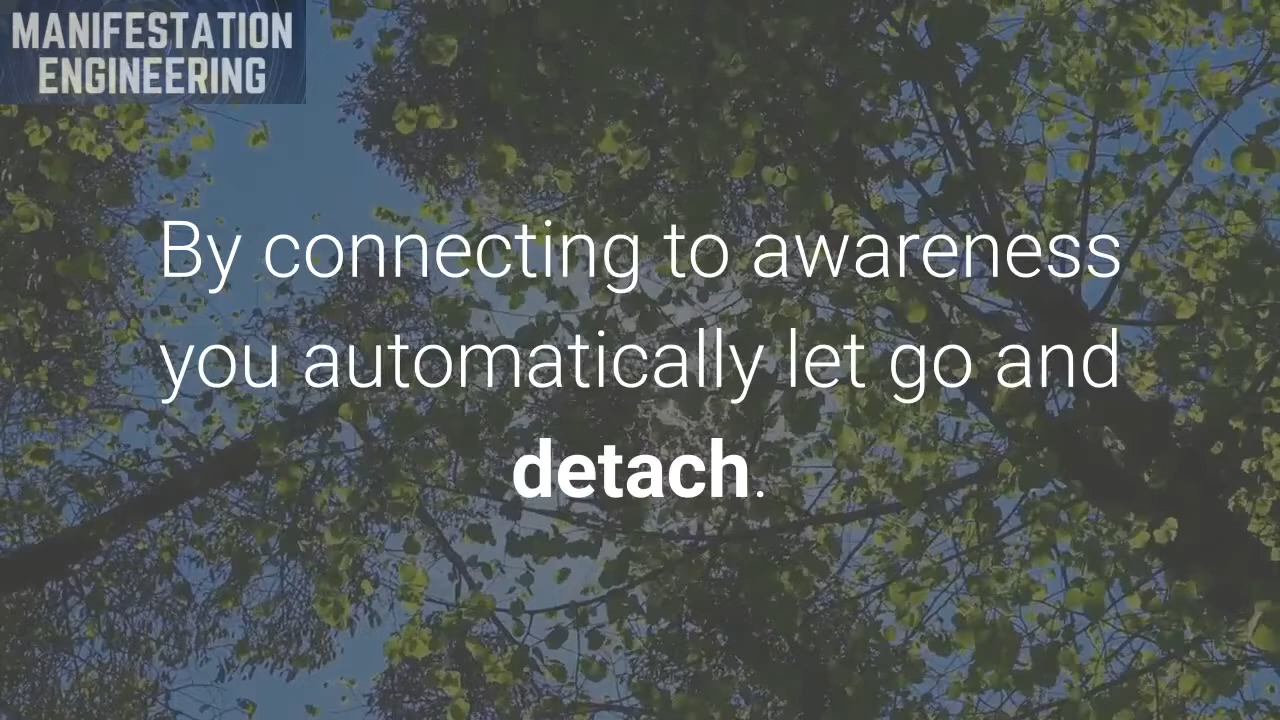 MANIFESTATION
ENGINEERING
By connecting to awareness
you automatically let go and
detach.